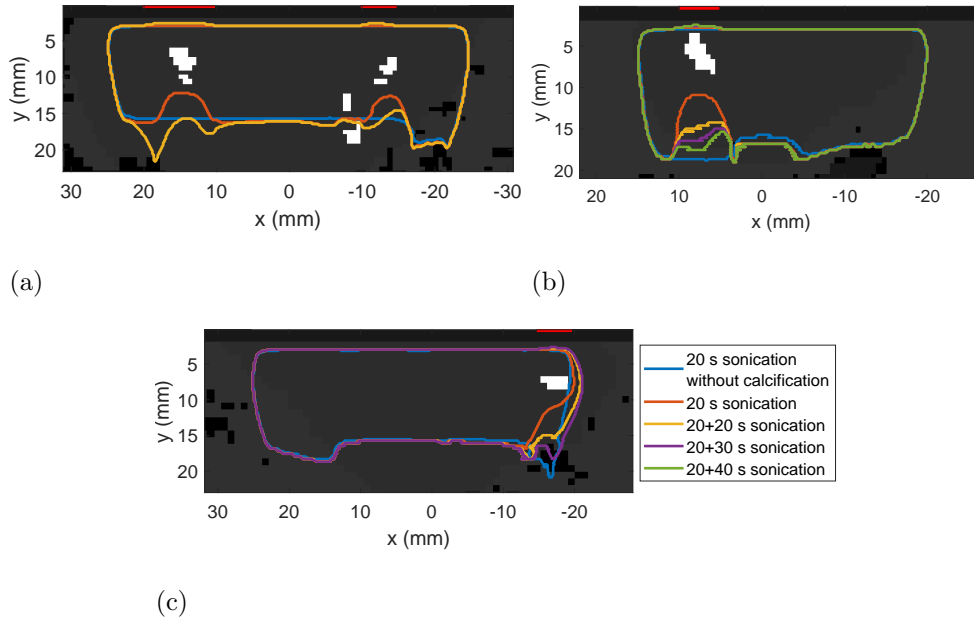 5
10
15
20
y (mm)
30 20 10 0 -10 -20 -30
x (mm)
(a)
5
10
15
20
y (mm)
20 10 0 -10 -20
x (mm)
(b)
5
10
15
20
y (mm)
30 20 10 0 -10 -20
x (mm)
(c)
20 s sonication
without calcification
20 s sonication
20+20 s sonication
20+30 s sonication
20+40 s sonication